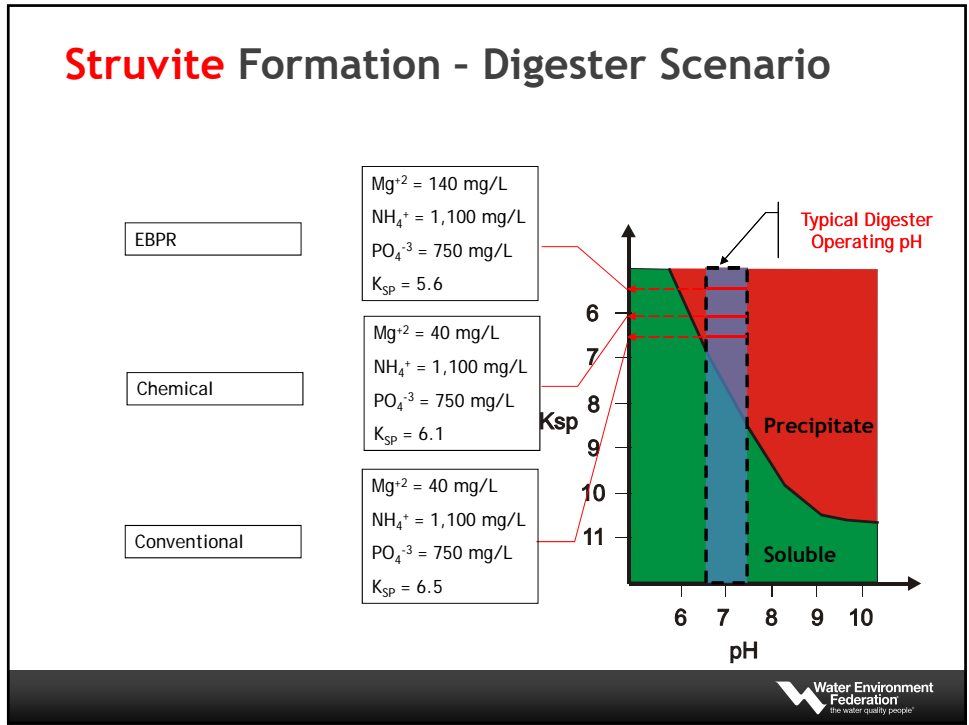 Struvite Formation - Digester Scenario
EBPR
Mg⁺² = 140 mg/L
NH₄⁺ = 1,100 mg/L
PO₄⁻³ = 750 mg/L
K_SP = 5.6
Chemical
Mg⁺² = 40 mg/L
NH₄⁺ = 1,100 mg/L
PO₄⁻³ = 750 mg/L
K_SP = 6.1
Conventional
Mg⁺² = 40 mg/L
NH₄⁺ = 1,100 mg/L
PO₄⁻³ = 750 mg/L
K_SP = 6.5
Typical Digester
Operating pH
Ksp
6
7
8
9
10
11
Precipitate
Soluble
6 7 8 9 10
pH
Water Environment
Federation
the water quality people®